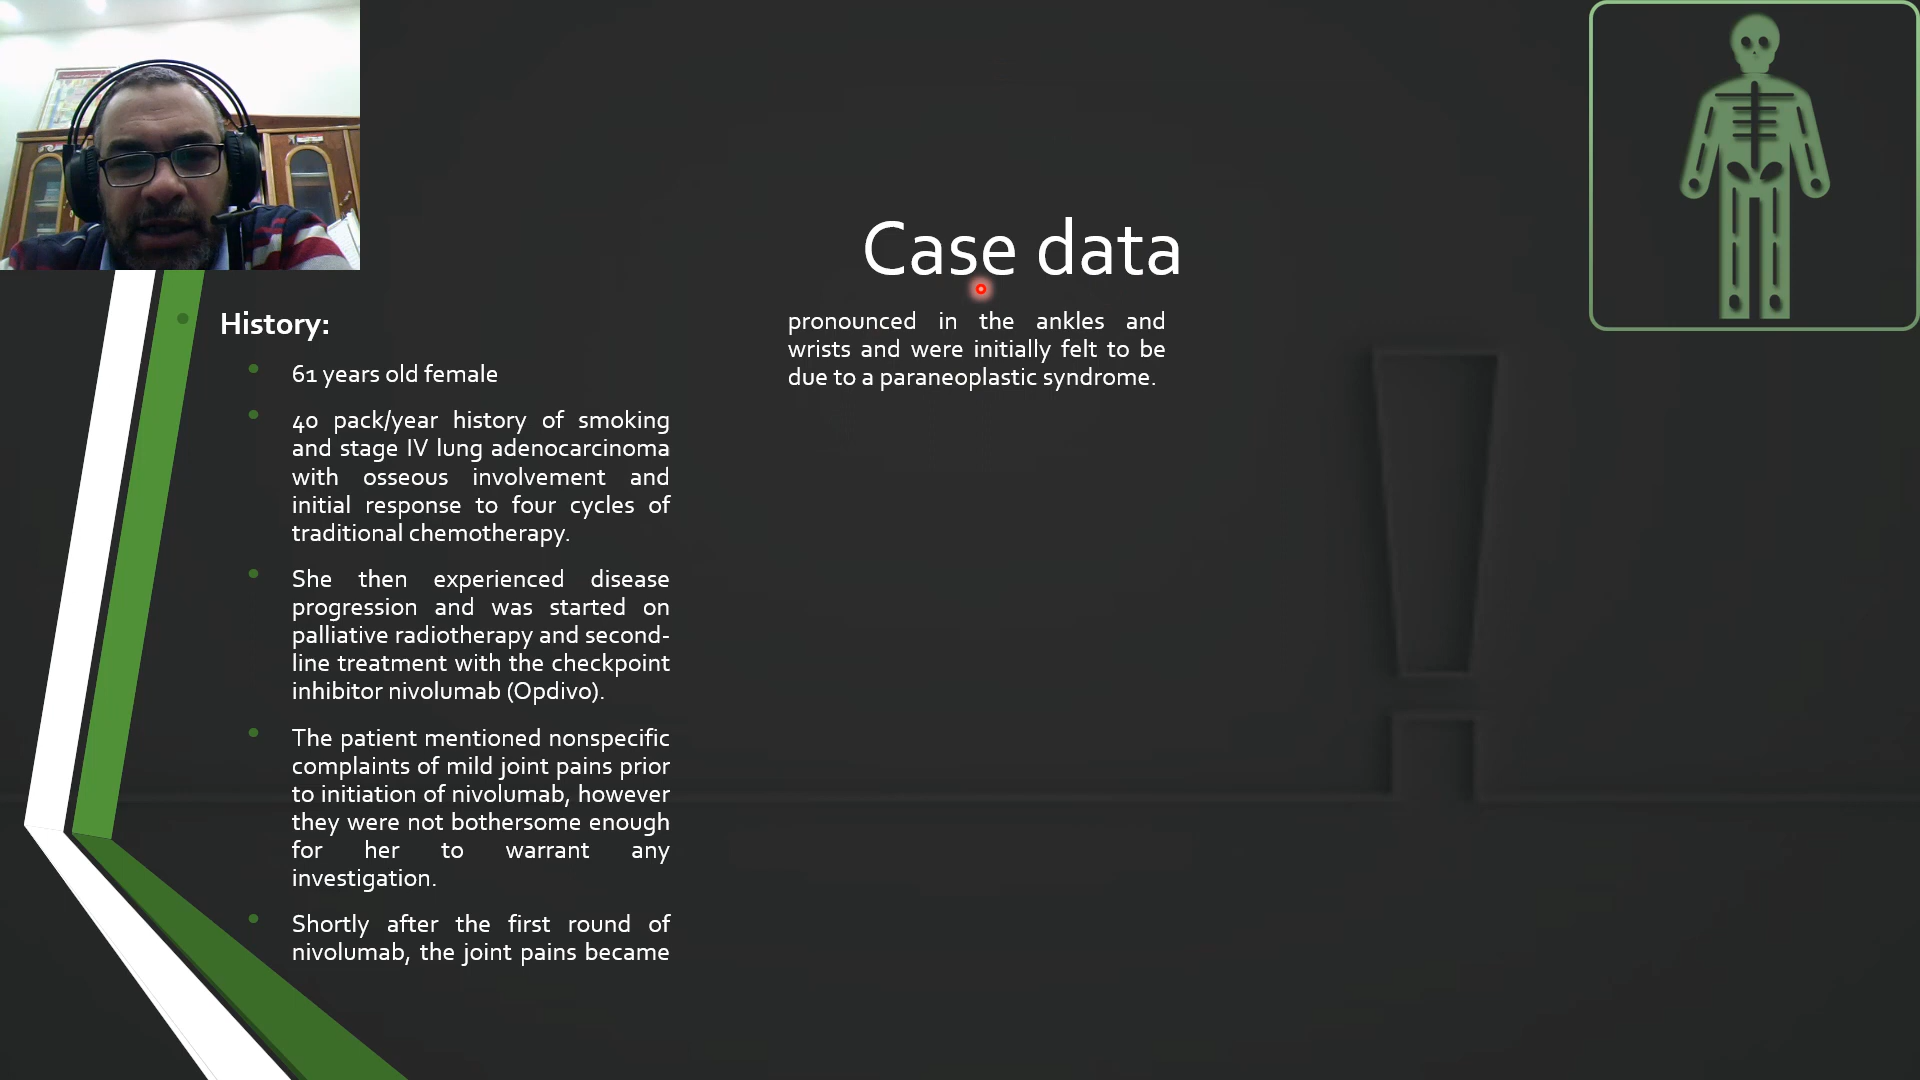 Case data
History:
61 years old female
40 pack/year history of smoking
and stage IV lung adenocarcinoma
with osseous involvement and
initial response to four cycles of
traditional chemotherapy.
She then experienced disease
progression and was started on
palliative radiotherapy and second-
line treatment with the checkpoint
inhibitor nivolumab (Opdivo).
The patient mentioned nonspecific
complaints of mild joint pains prior
to initiation of nivolumab, however
they were not bothersome enough
for her to warrant any
investigation.
Shortly after the first round of
nivolumab, the joint pains became
pronounced in the ankles and
wrists and were initially felt to be
due to a paraneoplastic syndrome.